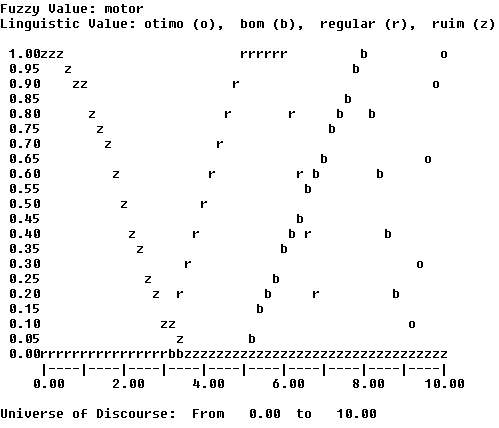 Fuzzy Value: motor
Linguistic Value: otimo (o),  bom (b),  regular (r),  ruim (z)
 1.00zzz                      rrrrrr         b         o
 0.95   z                                   b
 0.90    zz                  r                        o
 0.85                                      b
 0.80      z                r       r     b   b
 0.75       z                            b
 0.70        z             r
 0.65                                   b            o
 0.60         z           r          r b       b
 0.55                                 b
 0.50          z         r
 0.45                                b
 0.40           z       r           b r         b
 0.35            z                 b
 0.30                  r                            o
 0.25             z               b
 0.20              z  r          b     r         b
 0.15                           b
 0.10               zz                             o
 0.05                 z        b
 0.00rrrrrrrrrrrrrrrrbbzzzzzzzzzzzzzzzzzzzzzzzzzzzzzzzzz
     |----|----|----|----|----|----|----|----|----|----|
    0.00      2.00      4.00      6.00      8.00      10.00
Universe of Discourse:  From   0.00  to   10.00